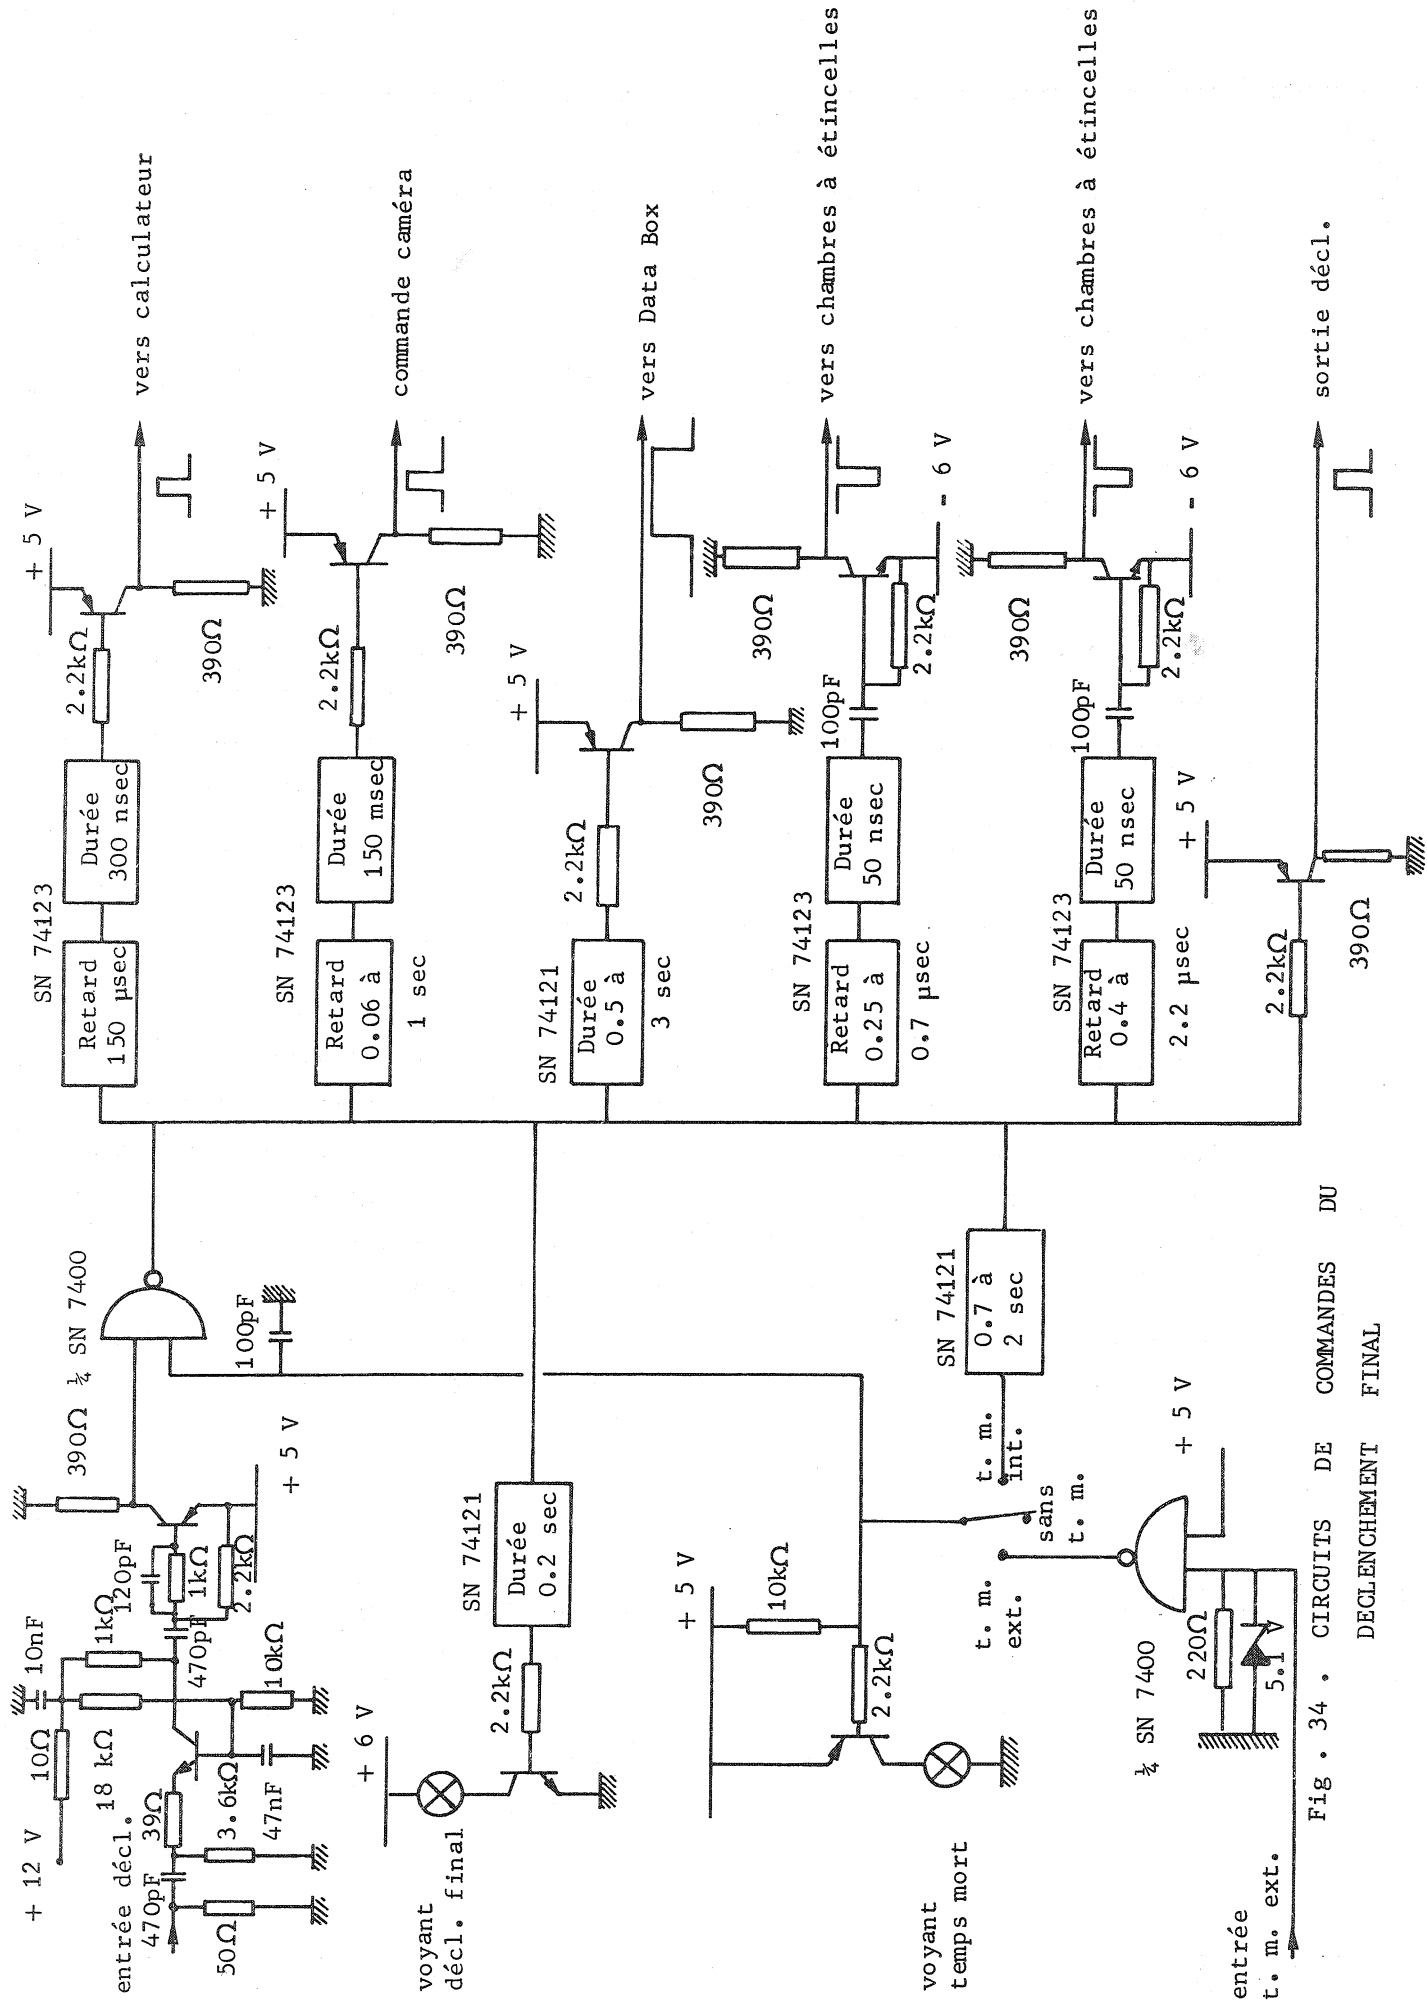 + 12 V
10Ω
10nF
18 kΩ
1kΩ
entrée décl.
470pF
39Ω
50Ω
3.6kΩ
47nF
10kΩ
470pF
120pF
1kΩ
2.2kΩ
+ 5 V
390Ω
¼ SN 7400
100pF
SN 74123
Retard
150 µsec
Durée
300 nsec
2.2kΩ
+ 5 V
390Ω
vers calculateur
SN 74123
Retard
0.06 à
1 sec
Durée
150 msec
2.2kΩ
+ 5 V
390Ω
commande caméra
voyant
décl. final
+ 6 V
2.2kΩ
SN 74121
Durée
0.2 sec
SN 74121
Durée
0.5 à
3 sec
2.2kΩ
+ 5 V
390Ω
vers Data Box
voyant
temps mort
+ 5 V
10kΩ
2.2kΩ
SN 74123
Retard
0.25 à
0.7 µsec
Durée
50 nsec
100pF
390Ω
2.2kΩ
- 6 V
vers chambres à étincelles
t. m.
ext.
sans
t. m.
t. m.
int.
SN 74121
0.7 à
2 sec
SN 74123
Retard
0.4 à
2.2 µsec
Durée
50 nsec
100pF
390Ω
2.2kΩ
- 6 V
vers chambres à étincelles
entrée
t. m. ext.
¼ SN 7400
220Ω
5.1 V
+ 5 V
2.2kΩ
+ 5 V
390Ω
sortie décl.
Fig . 34 . CIRCUITS DE COMMANDES DU
DECLENCHEMENT FINAL